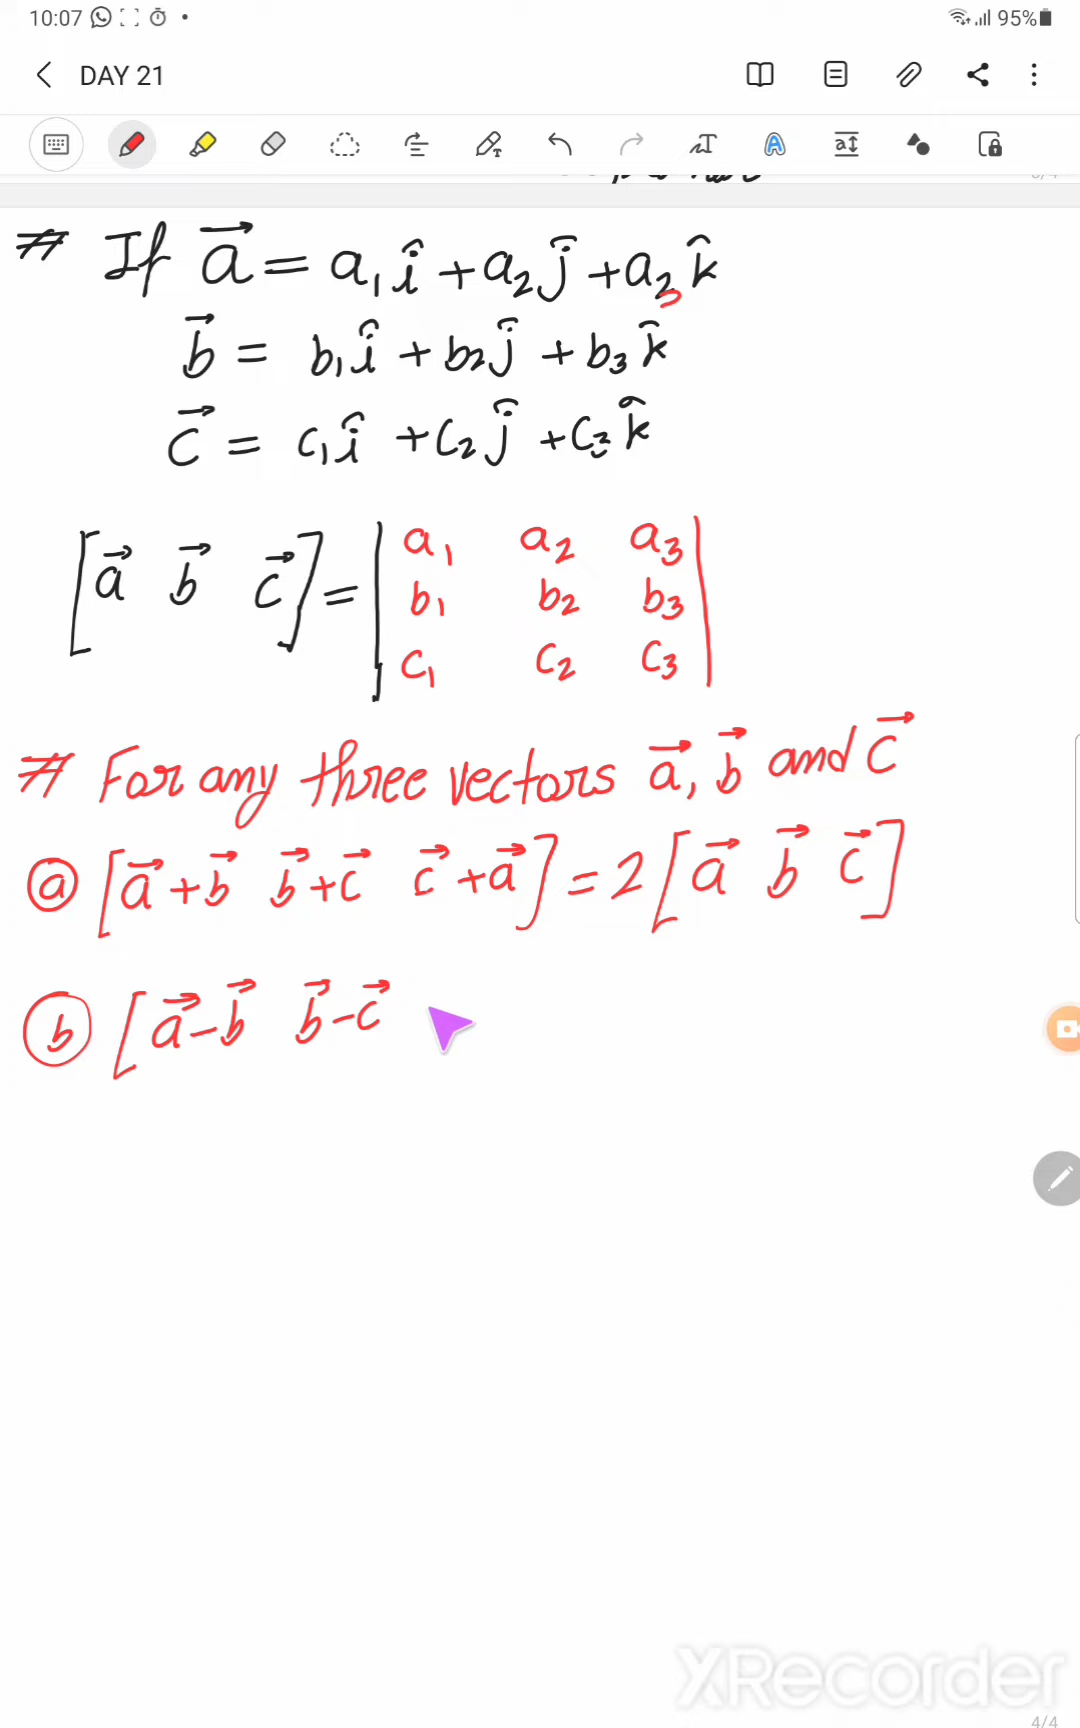 10:07 95%
DAY 21
# If a⃗ = a₁î + a₂ĵ + a₃k̂
b⃗ = b₁î + b₂ĵ + b₃k̂
c⃗ = c₁î + c₂ĵ + c₃k̂
[a⃗ b⃗ c⃗] = | a₁ a₂ a₃ |
| b₁ b₂ b₃ |
| c₁ c₂ c₃ |
# For any three vectors a⃗, b⃗ and c⃗
ⓐ [a⃗+b⃗ b⃗+c⃗ c⃗+a⃗] = 2[a⃗ b⃗ c⃗]
ⓑ [a⃗-b⃗ b⃗-c⃗
XRecorder
4/4